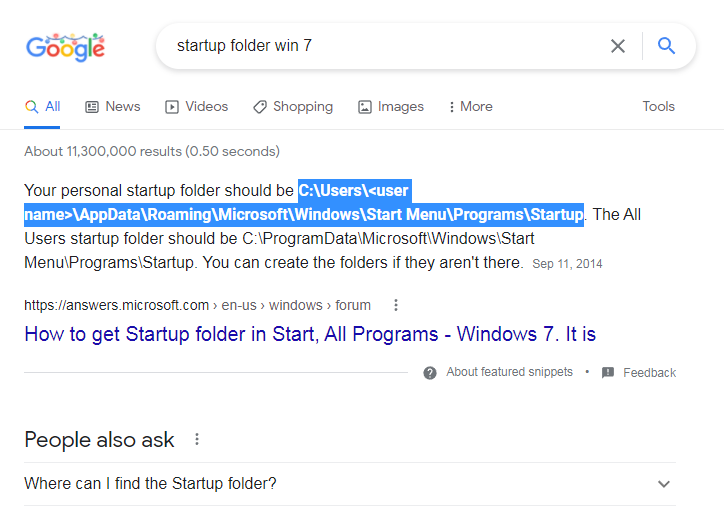 Google
startup folder win 7
All
News
Videos
Shopping
Images
More
Tools
About 11,300,000 results (0.50 seconds)
Your personal startup folder should be C:\Users\<user
name>\AppData\Roaming\Microsoft\Windows\Start Menu\Programs\Startup. The All
Users startup folder should be C:\ProgramData\Microsoft\Windows\Start
Menu\Programs\Startup. You can create the folders if they aren't there. Sep 11, 2014
https://answers.microsoft.com › en-us › windows › forum
How to get Startup folder in Start, All Programs - Windows 7. It is
About featured snippets • Feedback
People also ask
Where can I find the Startup folder?